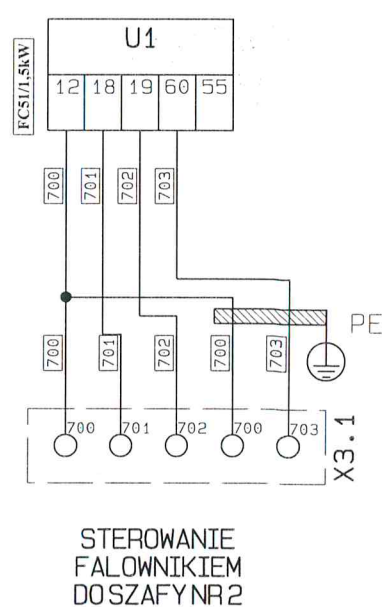 U1
FC51/1,5kW
12 18 19 60 55
700 701 702 703
PE
700 701 702 700 703
700 701 702 700 703
X3.1
STEROWANIE
FALOWNIKIEM
DO SZAFY NR 2